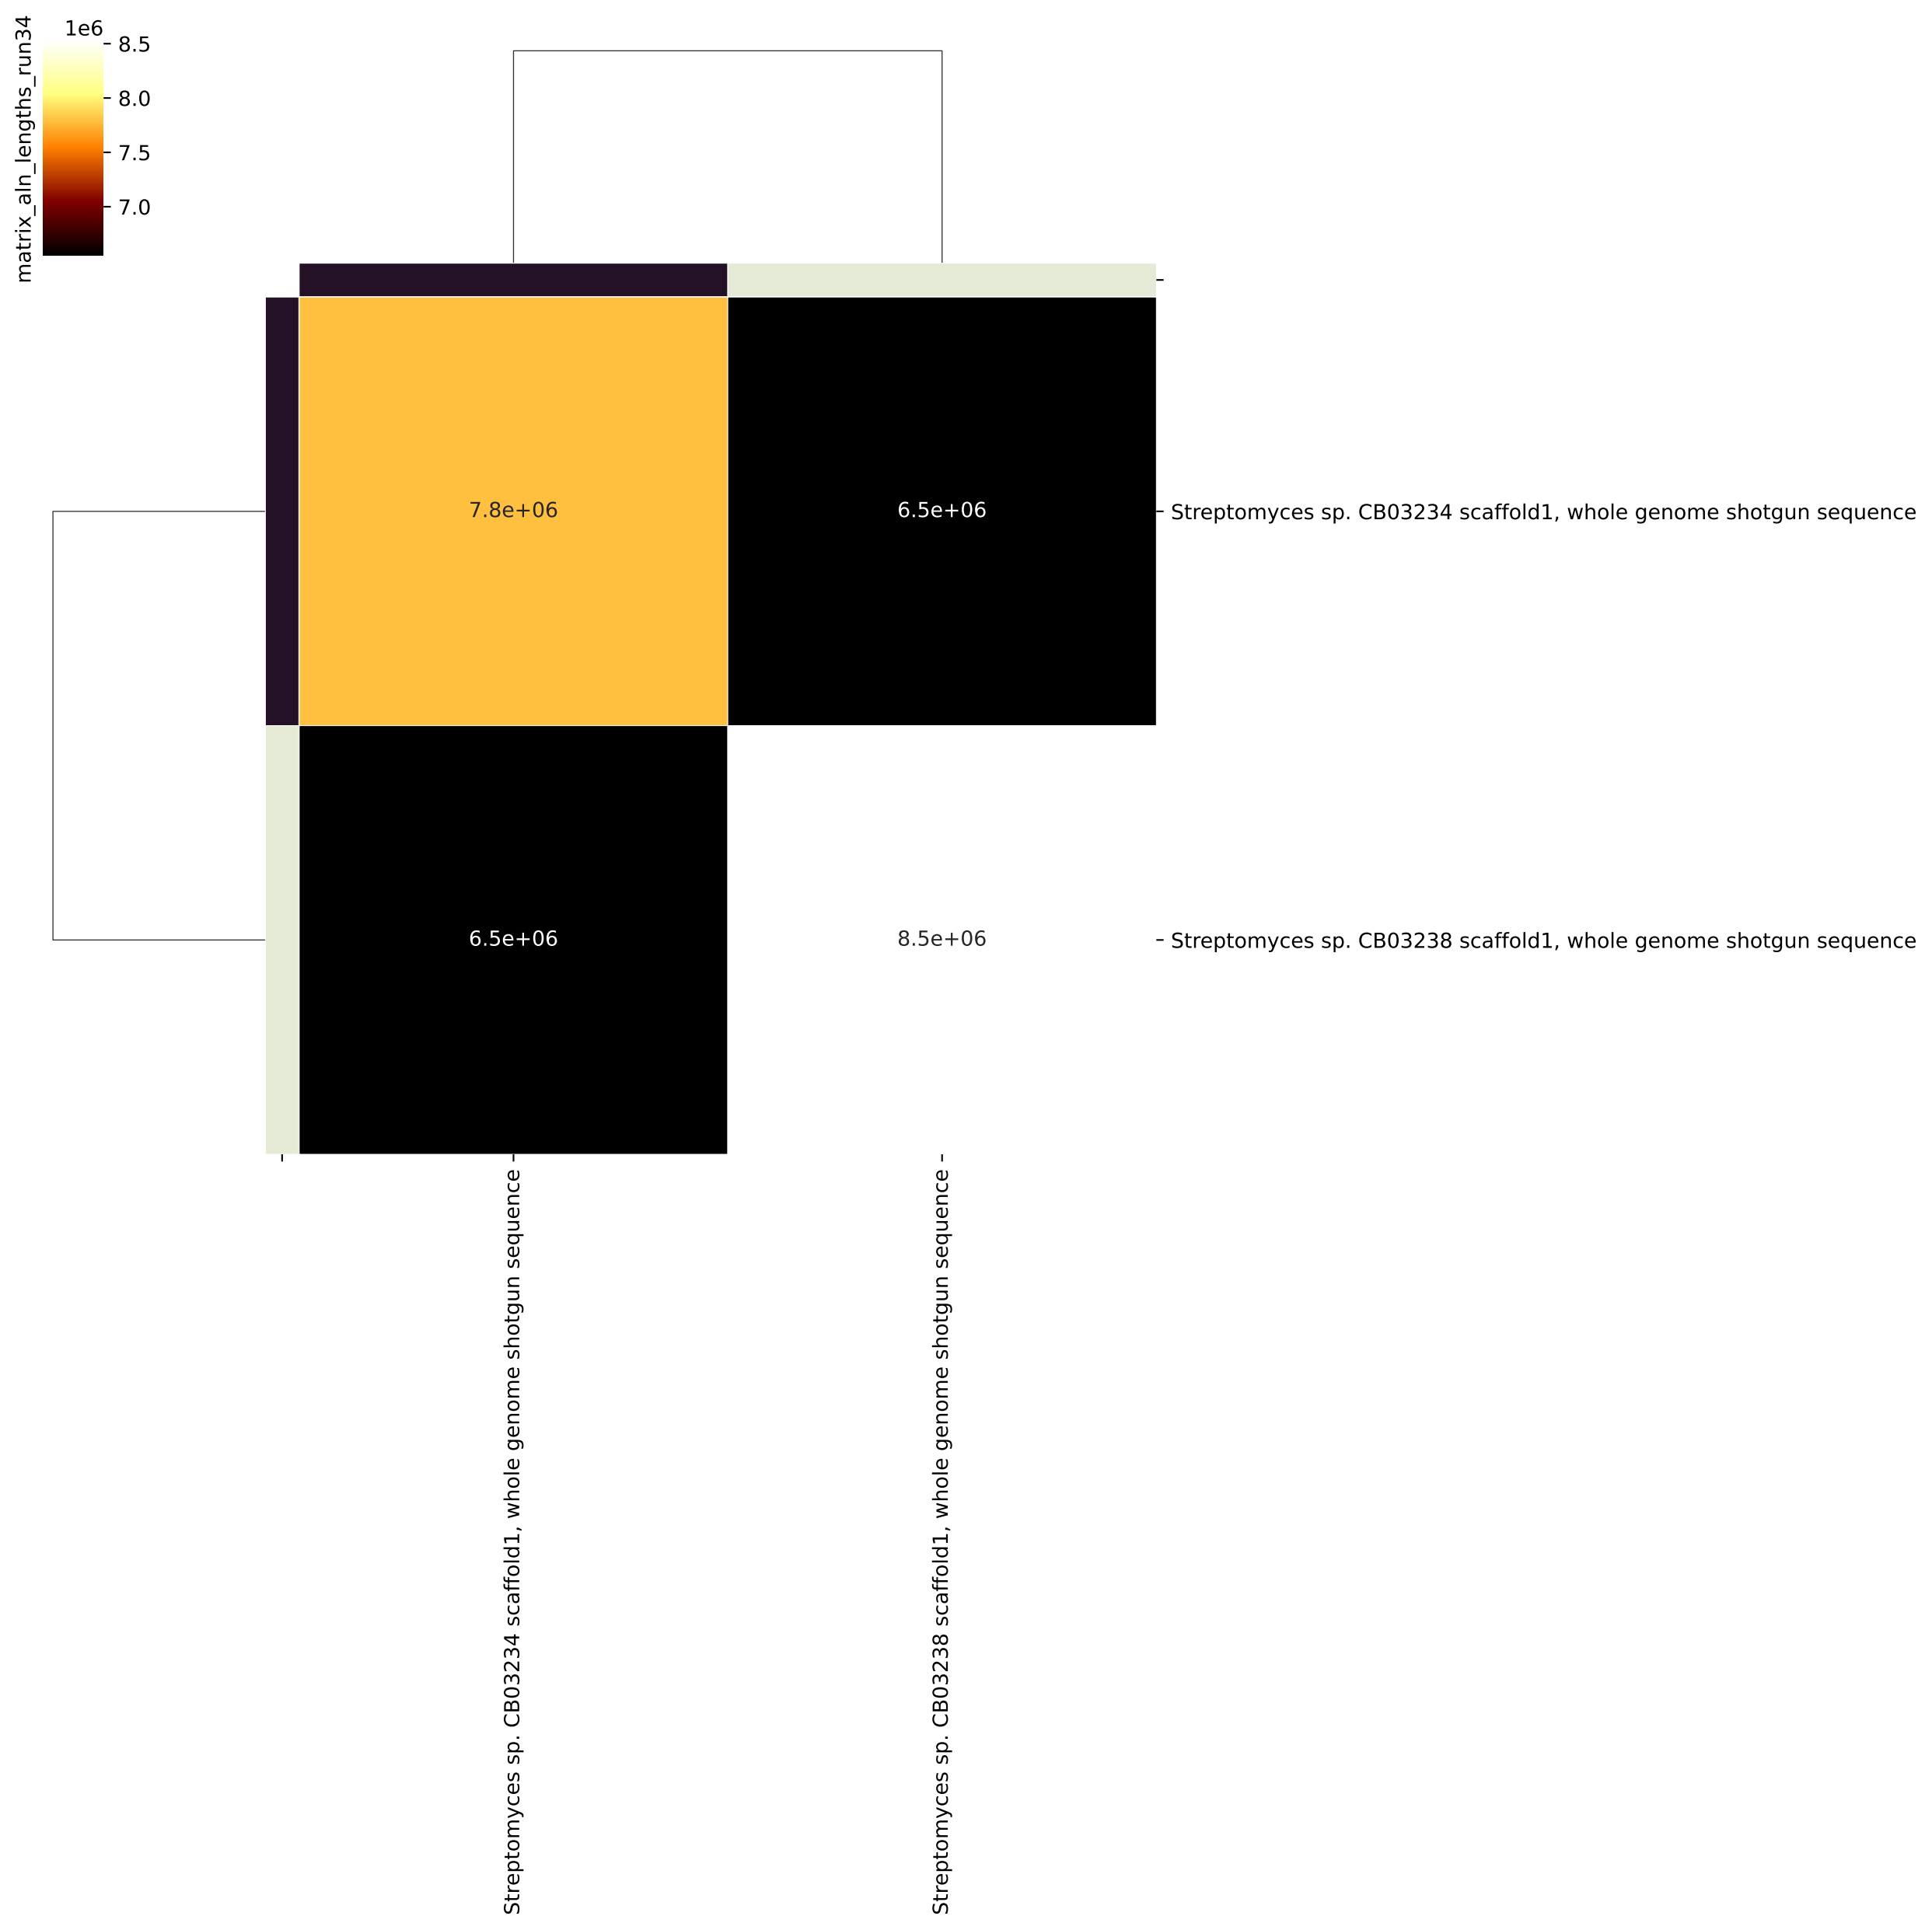 matrix_aln_lengths_run34
1e6
8.5
8.0
7.5
7.0
7.8e+06
6.5e+06
Streptomyces sp. CB03234 scaffold1, whole genome shotgun sequence
6.5e+06
8.5e+06
Streptomyces sp. CB03238 scaffold1, whole genome shotgun sequence
Streptomyces sp. CB03234 scaffold1, whole genome shotgun sequence
Streptomyces sp. CB03238 scaffold1, whole genome shotgun sequence